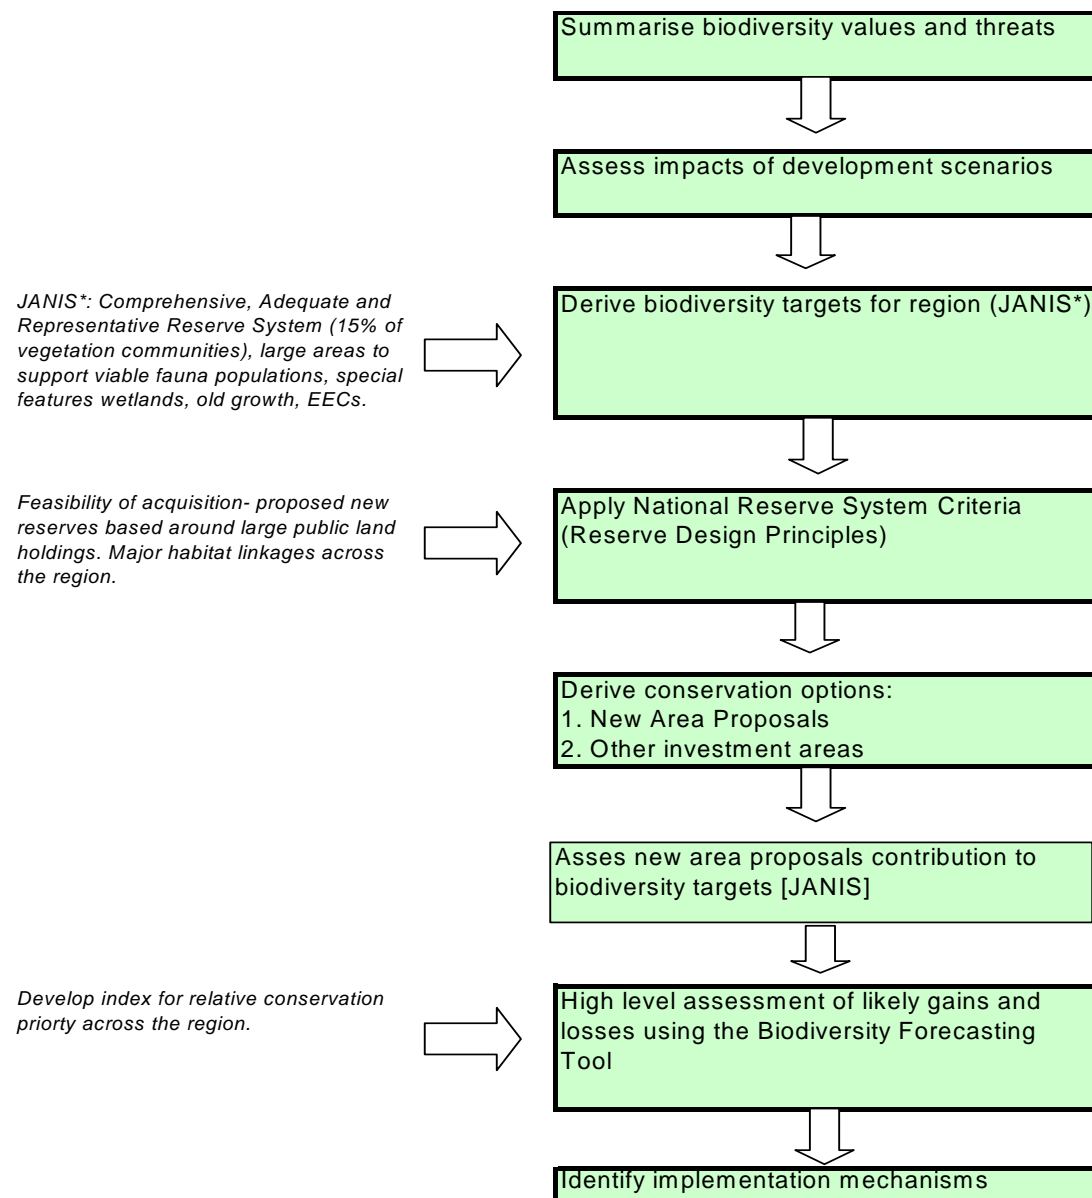 Summarise biodiversity values and threats
Assess impacts of development scenarios
JANIS*: Comprehensive, Adequate and
Representative Reserve System (15% of
vegetation communities), large areas to
support viable fauna populations, special
features wetlands, old growth, EECs.
Derive biodiversity targets for region (JANIS*)
Feasibility of acquisition- proposed new
reserves based around large public land
holdings. Major habitat linkages across
the region.
Apply National Reserve System Criteria
(Reserve Design Principles)
Derive conservation options:
1. New Area Proposals
2. Other investment areas
Asses new area proposals contribution to
biodiversity targets [JANIS]
Develop index for relative conservation
priorty across the region.
High level assessment of likely gains and
losses using the Biodiversity Forecasting
Tool
Identify implementation mechanisms